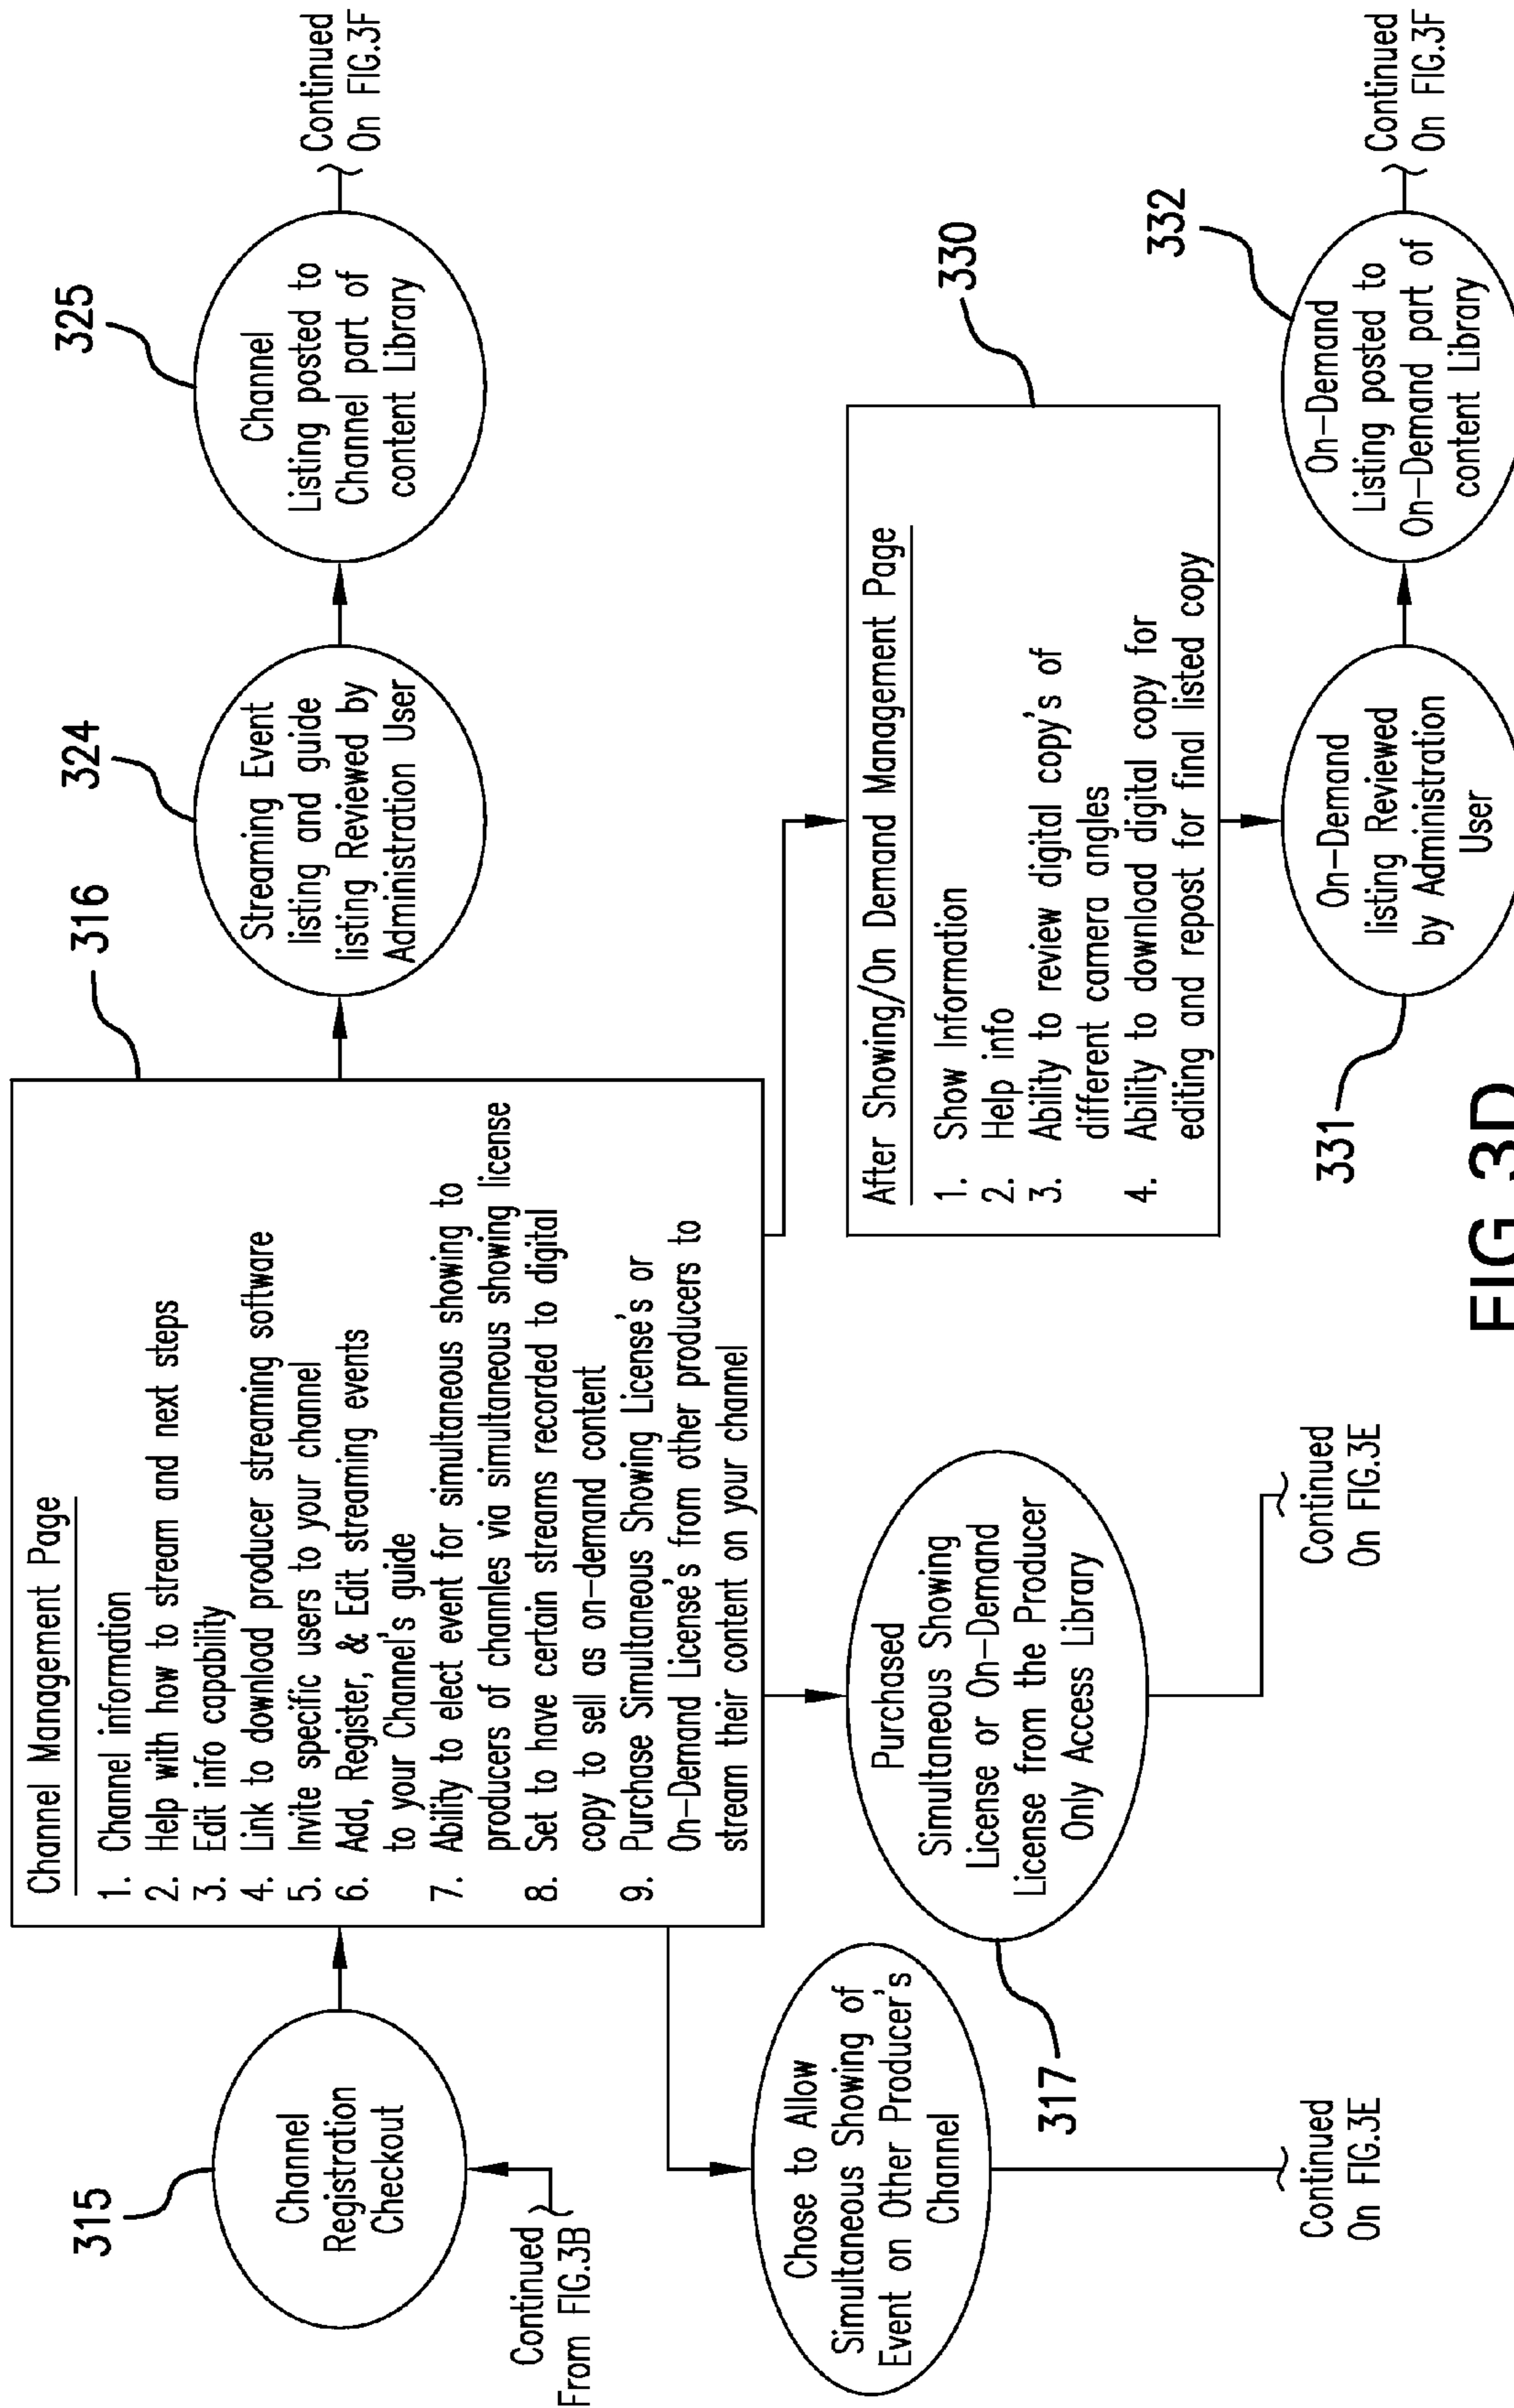 315
Channel
Registration
Checkout
Continued
From FIG.3B
316
Channel Management Page
1. Channel information
2. Help with how to stream and next steps
3. Edit info capability
4. Link to download producer streaming software
5. Invite specific users to your channel
6. Add, Register, & Edit streaming events
to your Channel's guide
7. Ability to elect event for simultaneous showing to
producers of channles via simultaneous showing license
8. Set to have certain streams recorded to digital
copy to sell as on-demand content
9. Purchase Simultaneous Showing License's or
On-Demand License's from other producers to
stream their content on your channel
324
Streaming Event
listing and guide
listing Reviewed by
Administration User
325
Channel
Listing posted to
Channel part of
content Library
Continued
On FIG.3F
Chose to Allow
Simultaneous Showing of
Event on Other Producer's
Channel
Continued
On FIG.3E
317
Purchased
Simultaneous Showing
License or On-Demand
License from the Producer
Only Access Library
Continued
On FIG.3E
330
After Showing/On Demand Management Page
1. Show Information
2. Help info
3. Ability to review digital copy's of
different camera angles
4. Ability to download digital copy for
editing and repost for final listed copy
331
On-Demand
listing Reviewed
by Administration
User
332
On-Demand
Listing posted to
On-Demand part of
content Library
Continued
On FIG.3F
FIG.3D